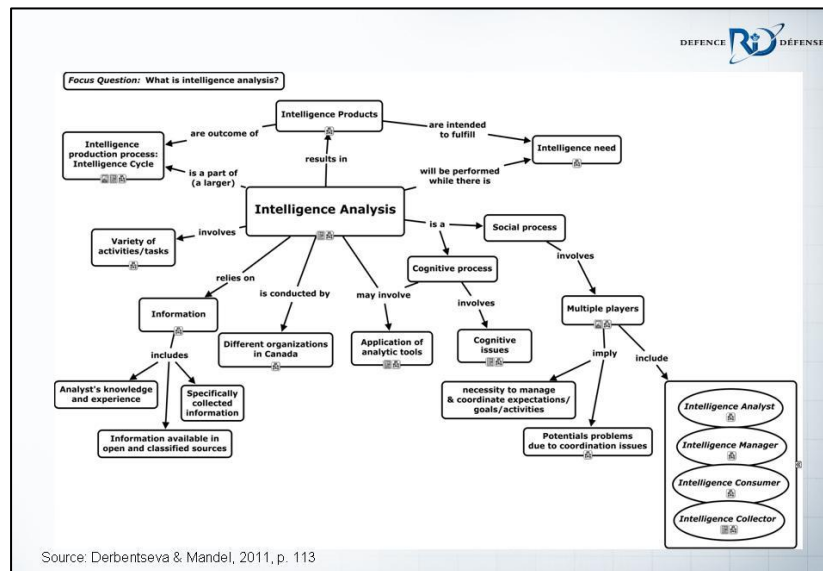 DEFENCE
DÉFENSE
Focus Question: What is intelligence analysis?
Intelligence Products
are outcome of
are intended
to fulfill
Intelligence
production process:
Intelligence Cycle
results in
Intelligence need
is a part of
(a larger)
will be performed
while there is
Intelligence Analysis
is a
Social process
Variety of
activities/tasks
involves
Cognitive process
involves
relies on
is conducted by
may involve
involves
Information
Multiple players
Different organizations
in Canada
Application of
analytic tools
Cognitive
issues
includes
imply
include
Analyst's knowledge
and experience
Specifically
collected
information
necessity to manage
& coordinate expectations/
goals/activities
Information available in
open and classified sources
Potentials problems
due to coordination issues
Intelligence Analyst
Intelligence Manager
Intelligence Consumer
Intelligence Collector
Source: Derbentseva & Mandel, 2011, p. 113